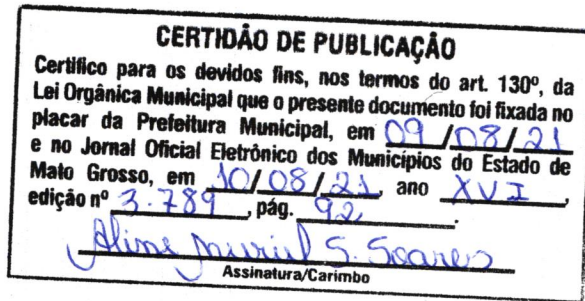 CERTIDÃO DE PUBLICAÇÃO
Certifico para os devidos fins, nos termos do art. 130º, da
Lei Orgânica Municipal que o presente documento foi fixada no
placar da Prefeitura Municipal, em 09/08/21
e no Jornal Oficial Eletrônico dos Municípios do Estado de
Mato Grosso, em 10/08/21, ano XVI,
edição nº 3.789, pág. 92.
Aline Muriel S. Soares
Assinatura/Carimbo